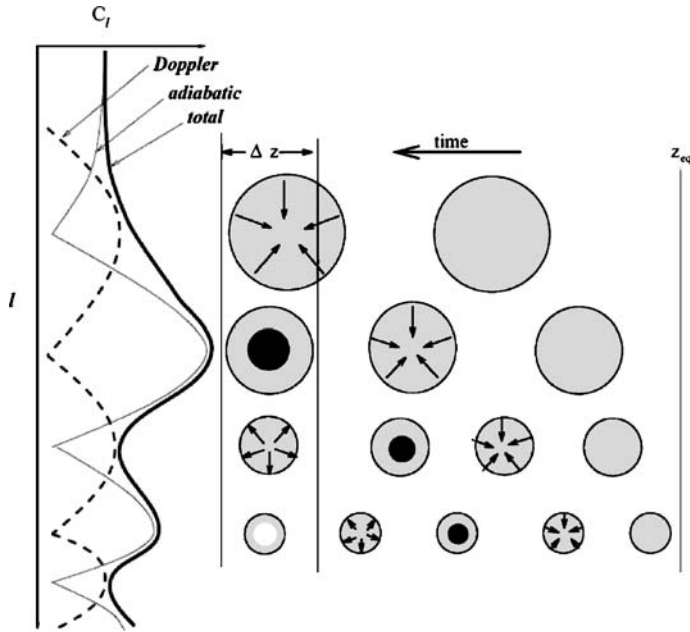 C_l
Doppler
adiabatic
total
Δ z
time
z_eq
l